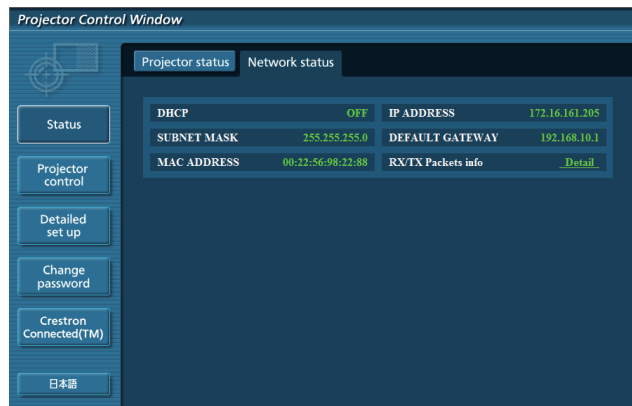 Projector Control Window
Projector status
Network status
Status
Projector
control
Detailed
set up
Change
password
Crestron
Connected(TM)
日本語
DHCP OFF IP ADDRESS 172.16.161.205
SUBNET MASK 255.255.255.0 DEFAULT GATEWAY 192.168.10.1
MAC ADDRESS 00:22:56:98:22:88 RX/TX Packets info Detail